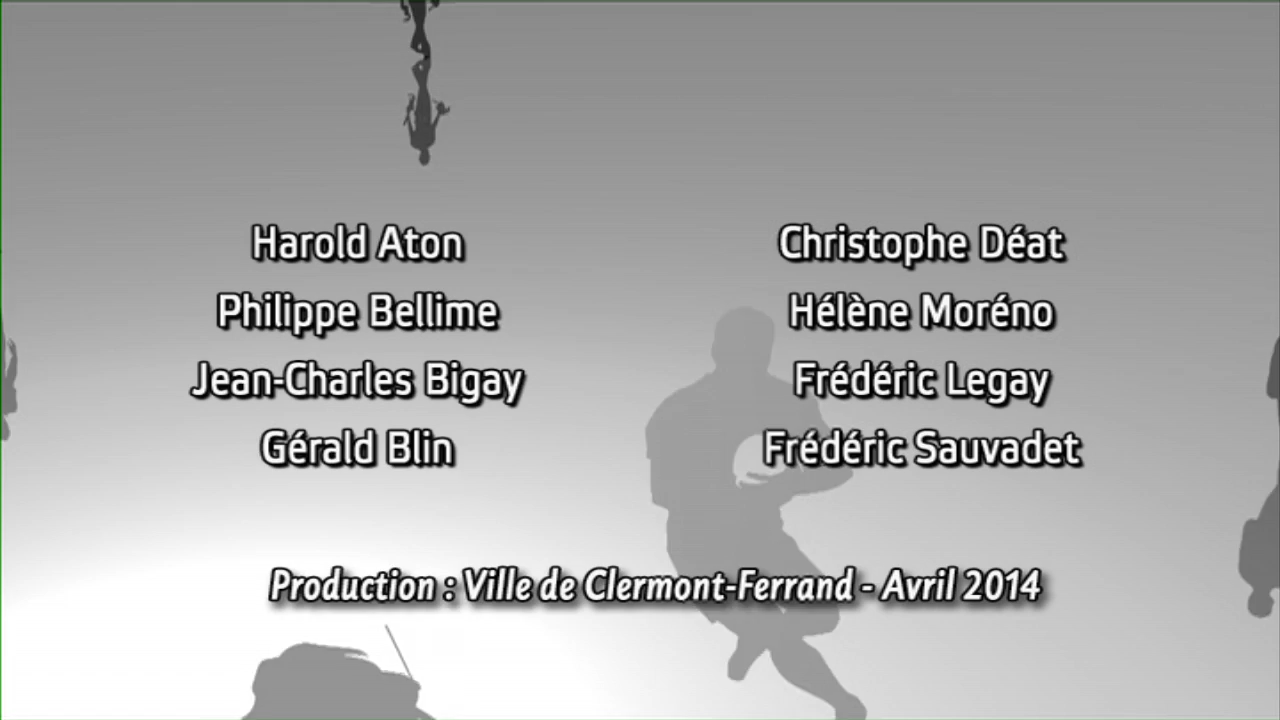 Harold Aton
Philippe Bellime
Jean-Charles Bigay
Gérald Blin
Christophe Déat
Hélène Moréno
Frédéric Legay
Frédéric Sauvadet
Production : Ville de Clermont-Ferrand - Avril 2014